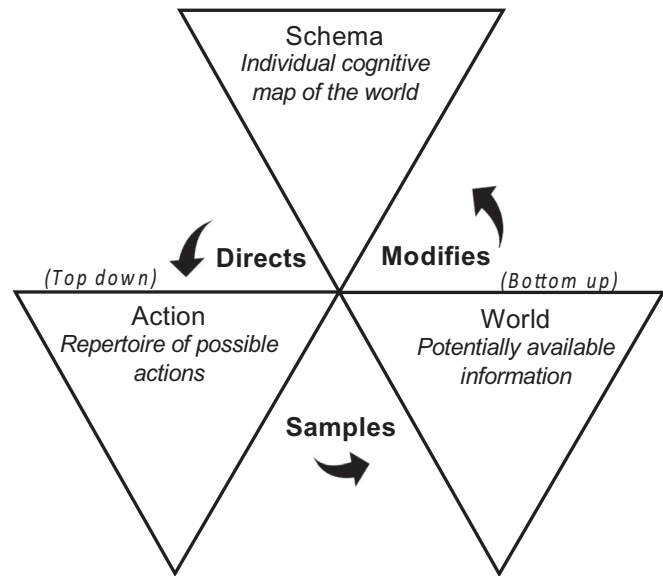 Schema
Individual cognitive
map of the world
Directs
Modifies
(Top down)
(Bottom up)
Action
Repertoire of possible
actions
World
Potentially available
information
Samples